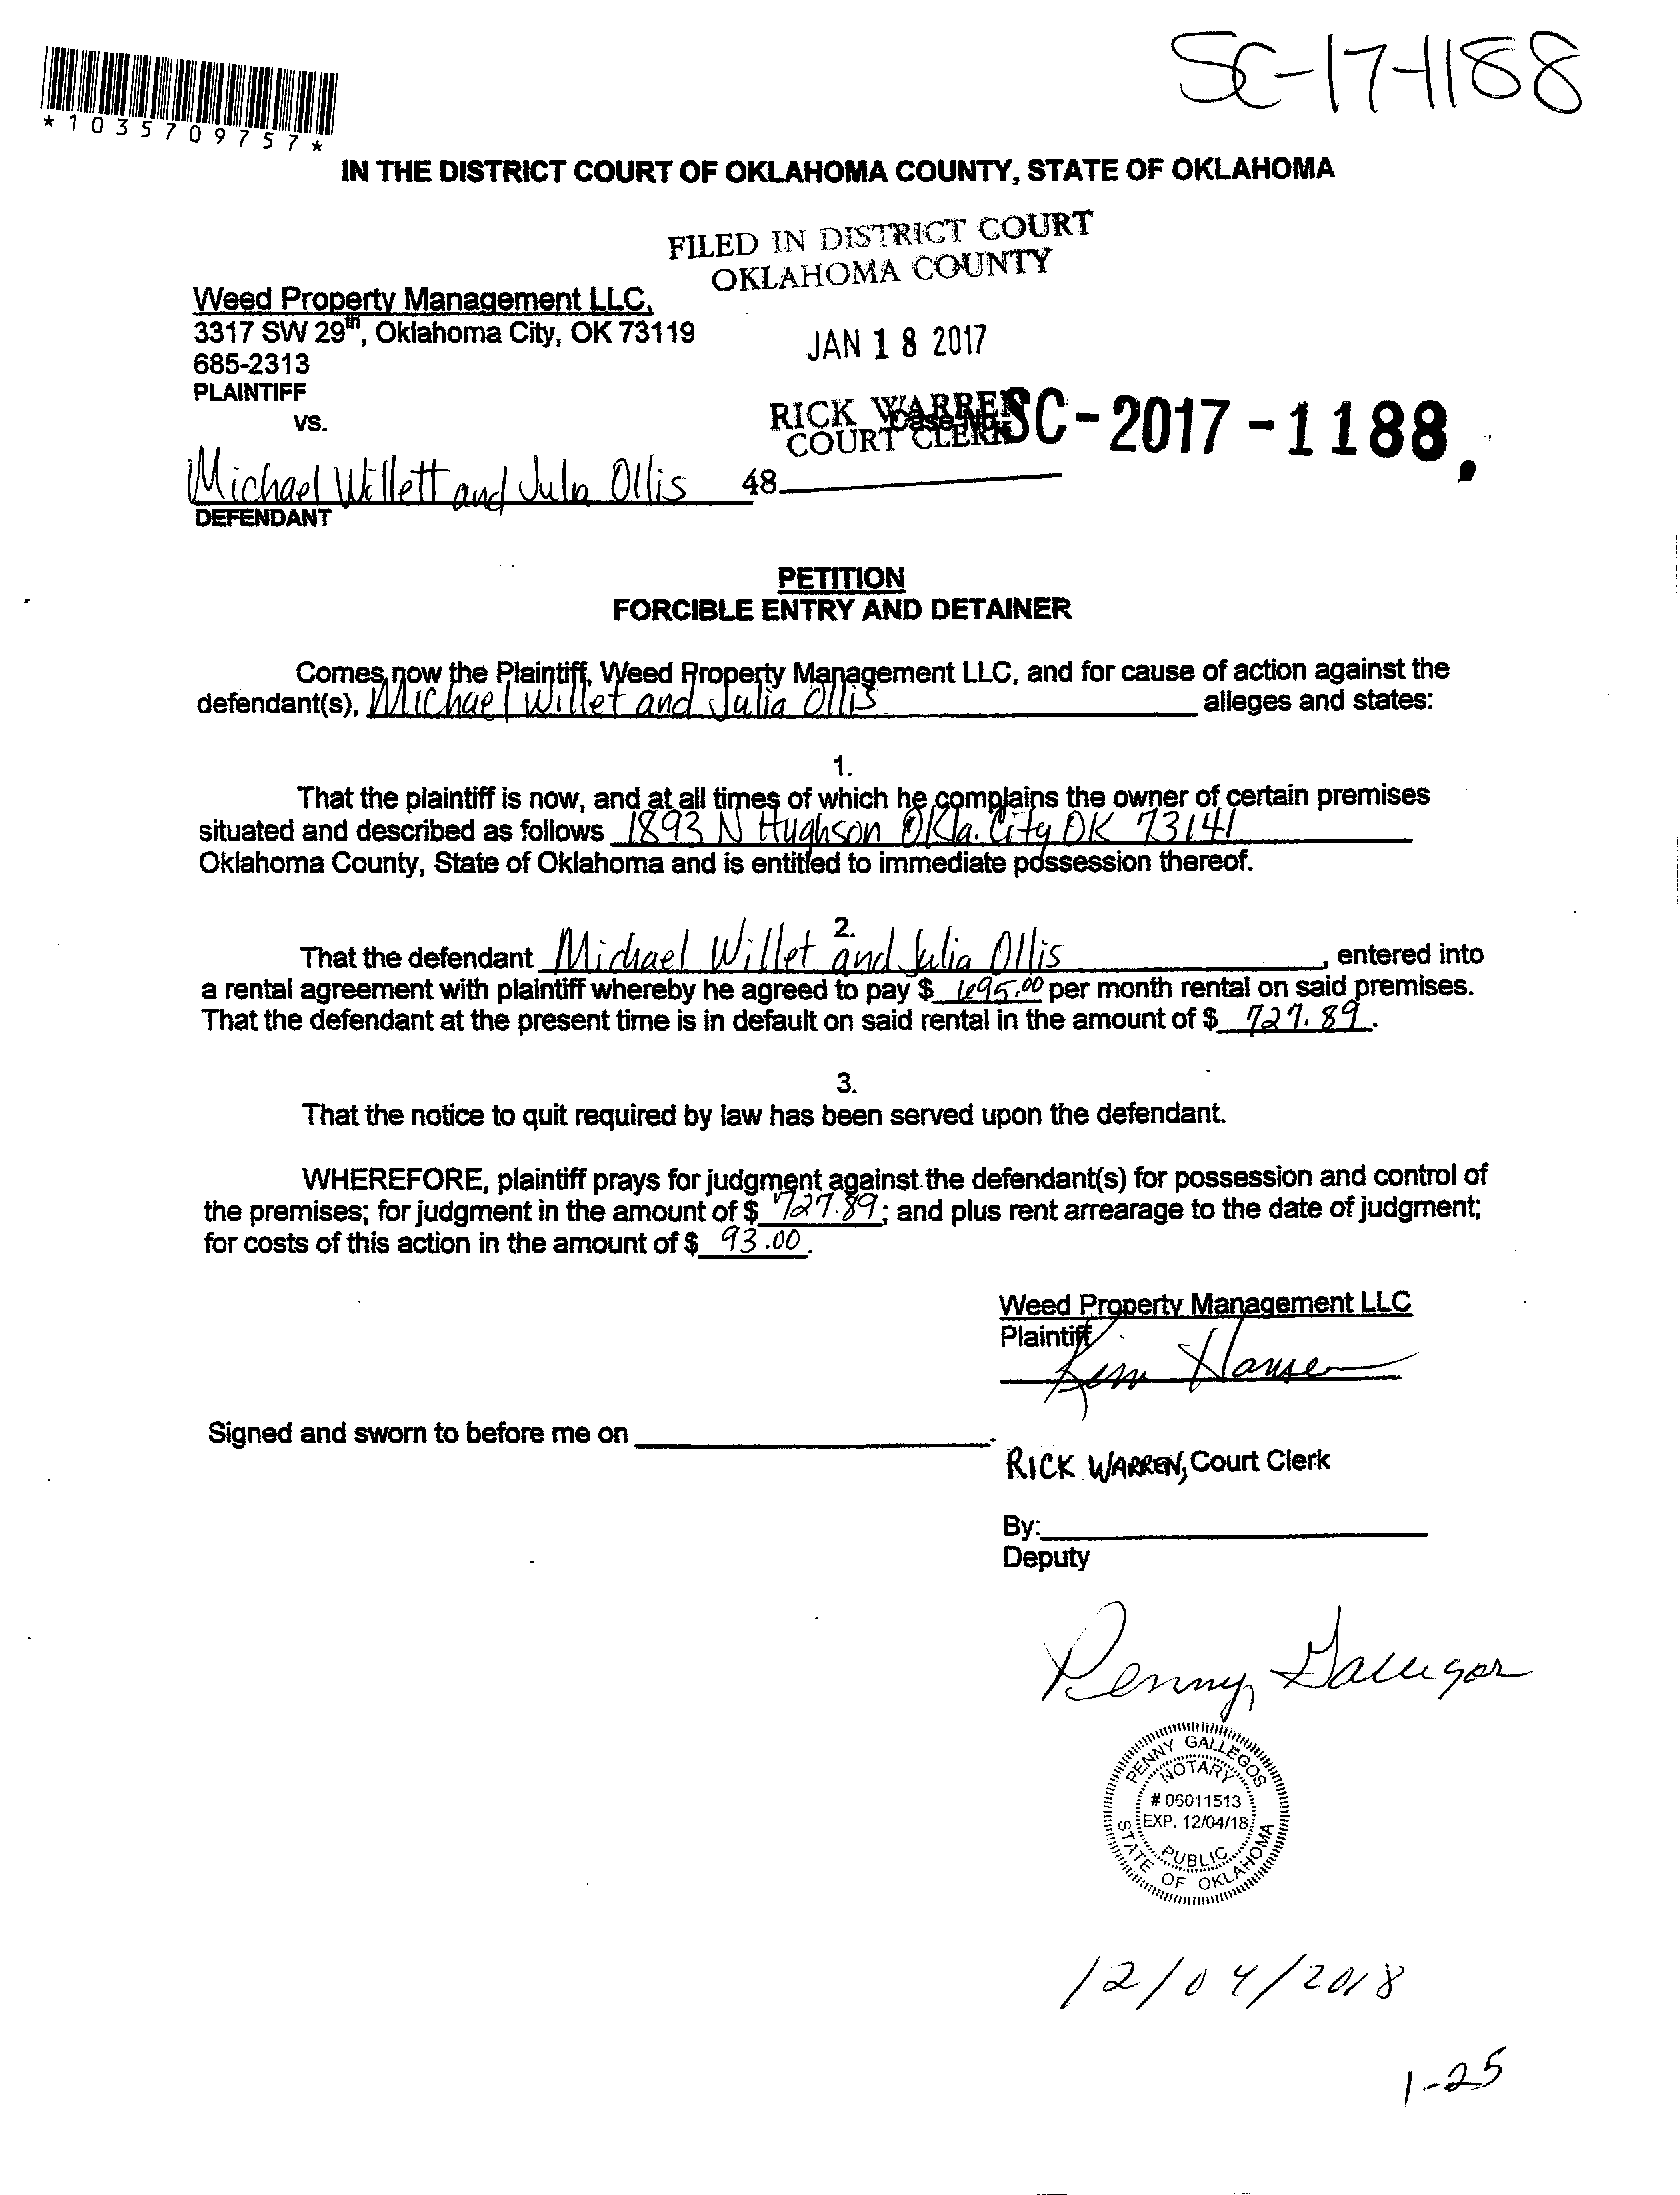 SC-17-1188
*1035709757*
IN THE DISTRICT COURT OF OKLAHOMA COUNTY, STATE OF OKLAHOMA
FILED IN DISTRICT COURT
OKLAHOMA COUNTY
Weed Property Management LLC,
3317 SW 29th, Oklahoma City, OK 73119
JAN 18 2017
685-2313
PLAINTIFF
RICK WARREN
COURT CLERK
Case No.
SC-2017-1188
vs.
Michael Willett and Julia Ollis
48.
DEFENDANT
PETITION
FORCIBLE ENTRY AND DETAINER
Comes now the Plaintiff, Weed Property Management LLC, and for cause of action against the
defendant(s), Michael Willet and Julia Ollis alleges and states:
1.
That the plaintiff is now, and at all times of which he complains the owner of certain premises
situated and described as follows 1893 N Hughson Okla. City OK 73141
Oklahoma County, State of Oklahoma and is entitled to immediate possession thereof.
2.
That the defendant Michael Willet and Julia Ollis, entered into
a rental agreement with plaintiff whereby he agreed to pay $ 695.00 per month rental on said premises.
That the defendant at the present time is in default on said rental in the amount of $ 727.89.
3.
That the notice to quit required by law has been served upon the defendant.
WHEREFORE, plaintiff prays for judgment against the defendant(s) for possession and control of
the premises; for judgment in the amount of $ 727.89; and plus rent arrearage to the date of judgment;
for costs of this action in the amount of $ 93.00.
Weed Property Management LLC
Plaintiff
Kim Hansen
Signed and sworn to before me on
RICK WARREN, Court Clerk
By:
Deputy
Penny Gallegos
PENNY GALLEGOS
NOTARY
# 06011513
EXP. 12/04/18
PUBLIC
STATE OF OKLAHOMA
12/04/2018
1-25